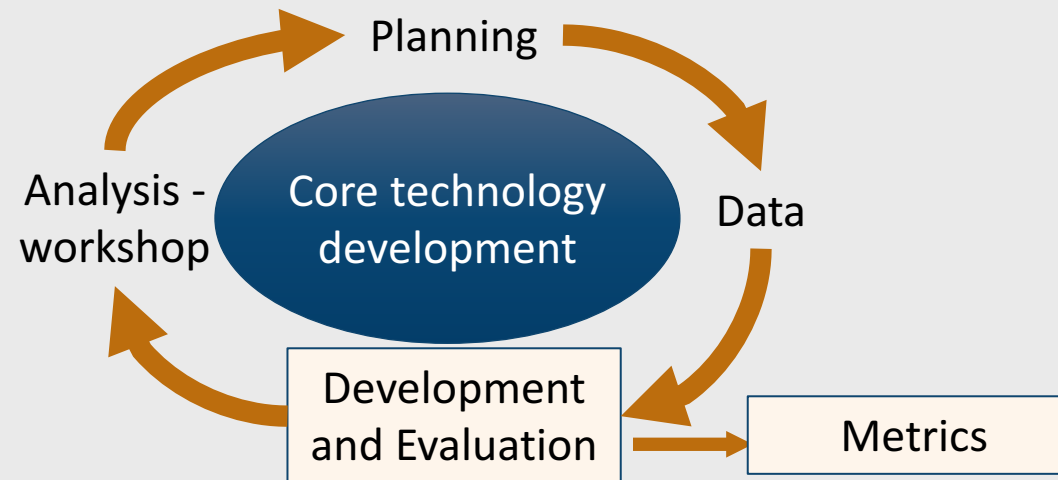 Planning
Analysis -
workshop
Core technology
development
Data
Development
and Evaluation
Metrics